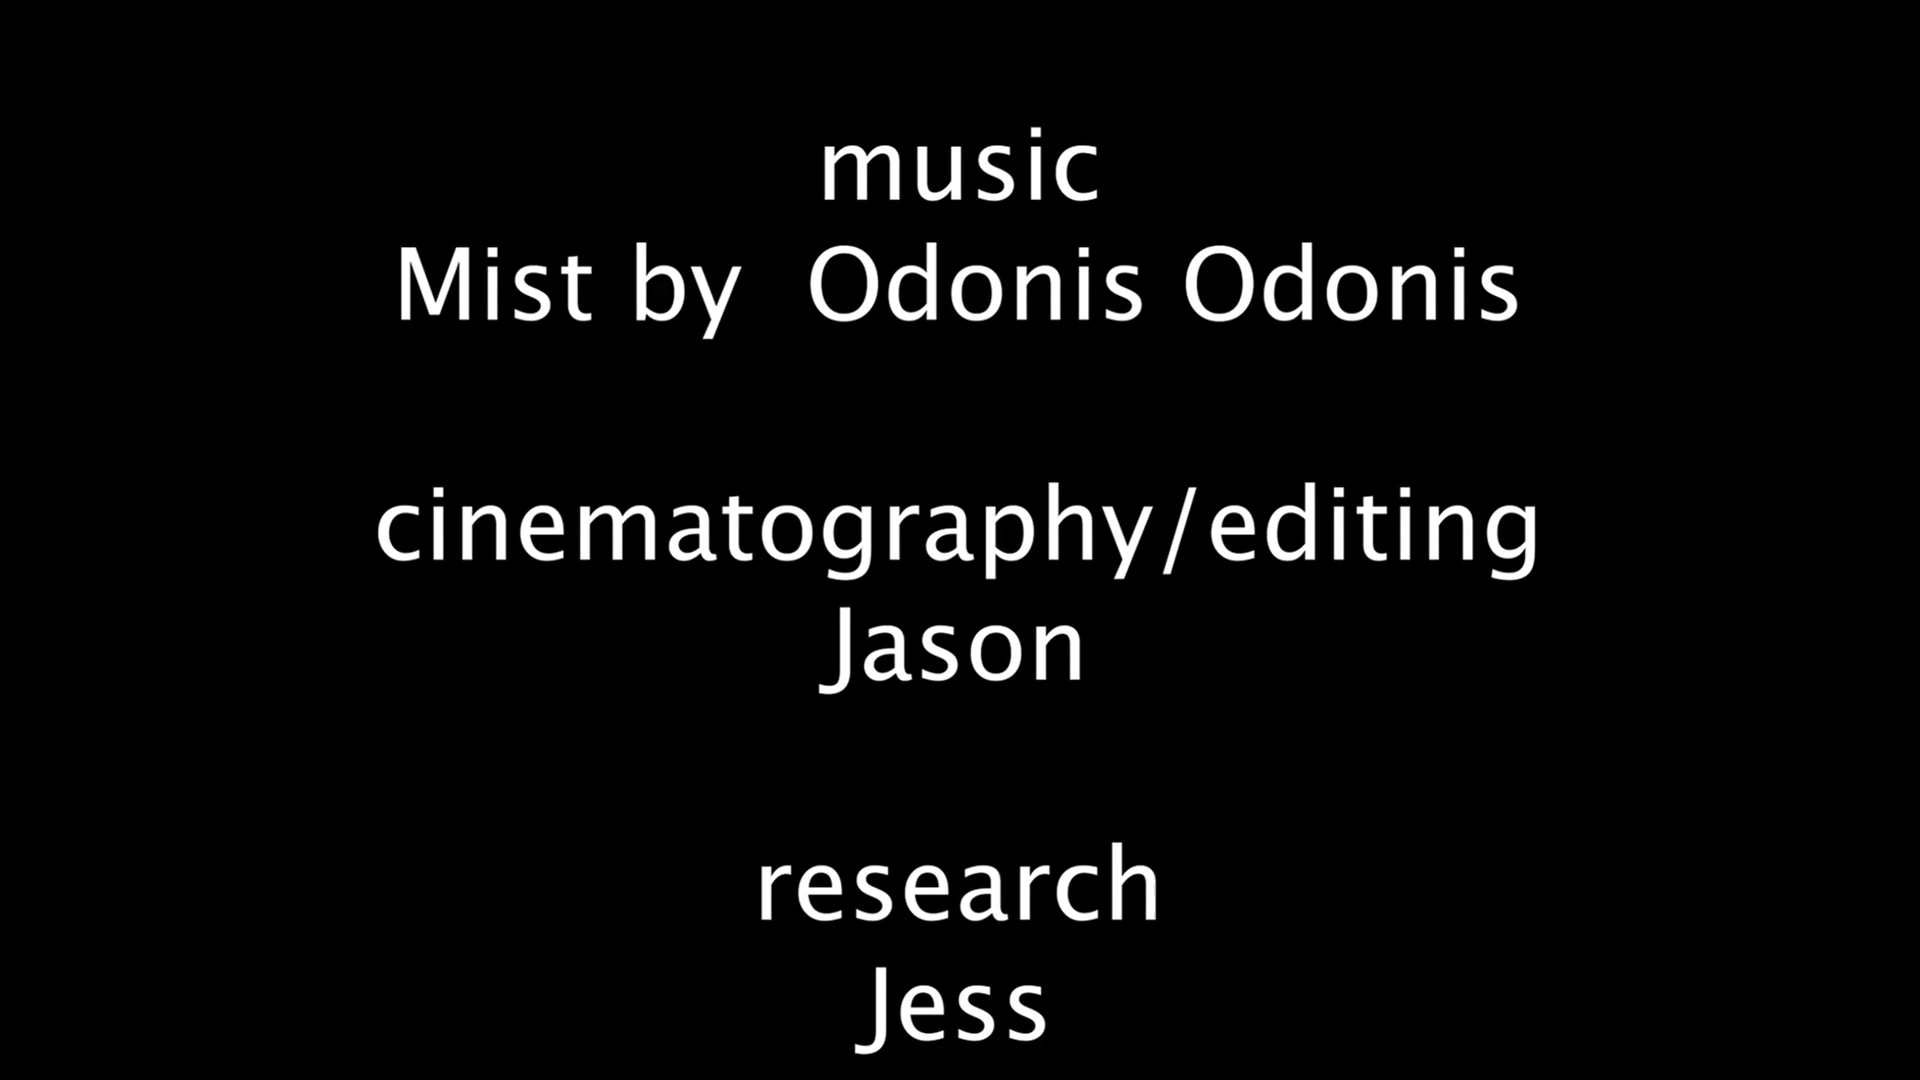 music
Mist by  Odonis Odonis
cinematography/editing
Jason
research
Jess